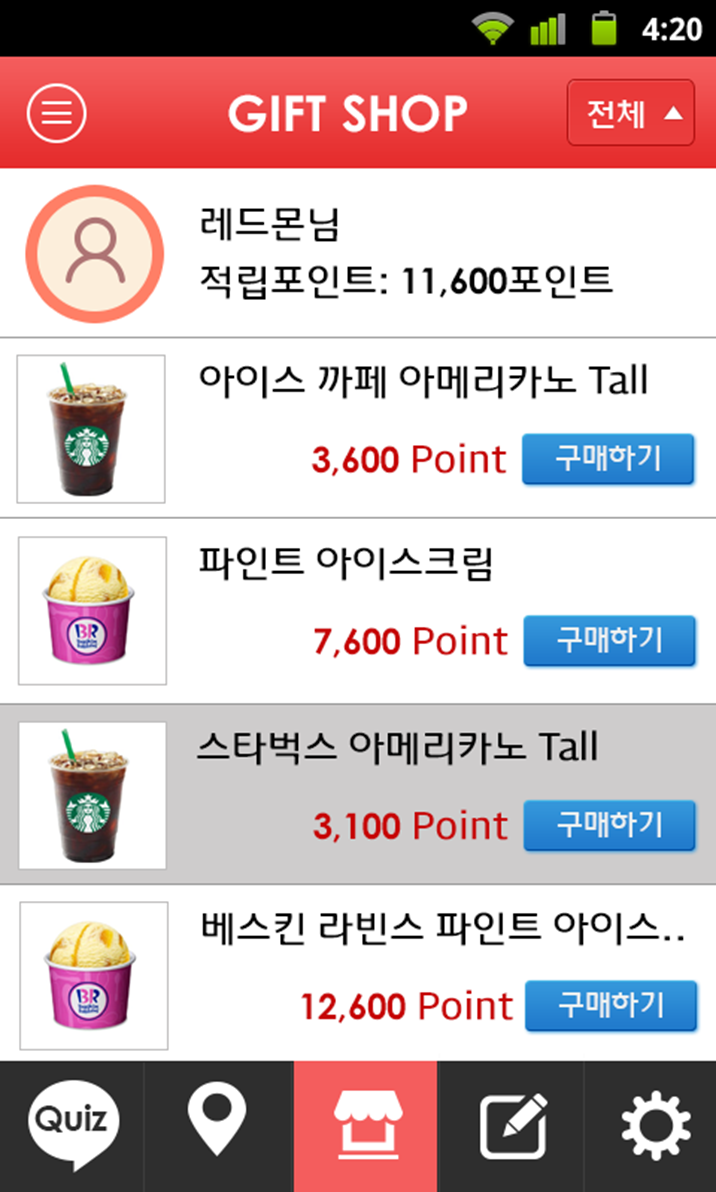 4:20
GIFT SHOP
전체 ▲
레드몬님
적립포인트: 11,600포인트
아이스 까페 아메리카노 Tall
3,600 Point
구매하기
BR
파인트 아이스크림
7,600 Point
구매하기
스타벅스 아메리카노 Tall
3,100 Point
구매하기
BR
베스킨 라빈스 파인트 아이스..
12,600 Point
구매하기
Quiz